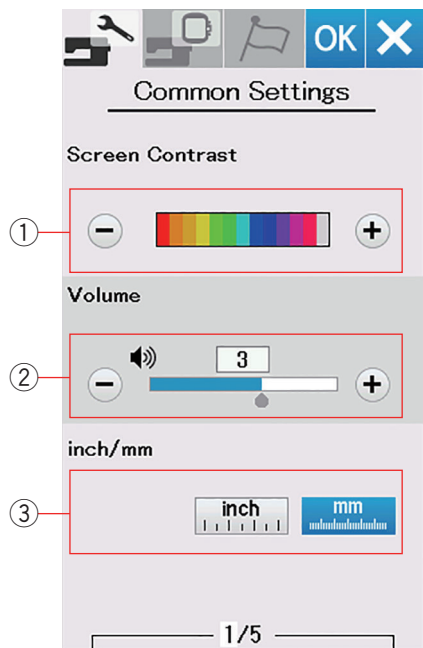 OK
Common Settings
Screen Contrast
①
− +
Volume
3
②
− +
inch/mm
③
inch mm
1/5